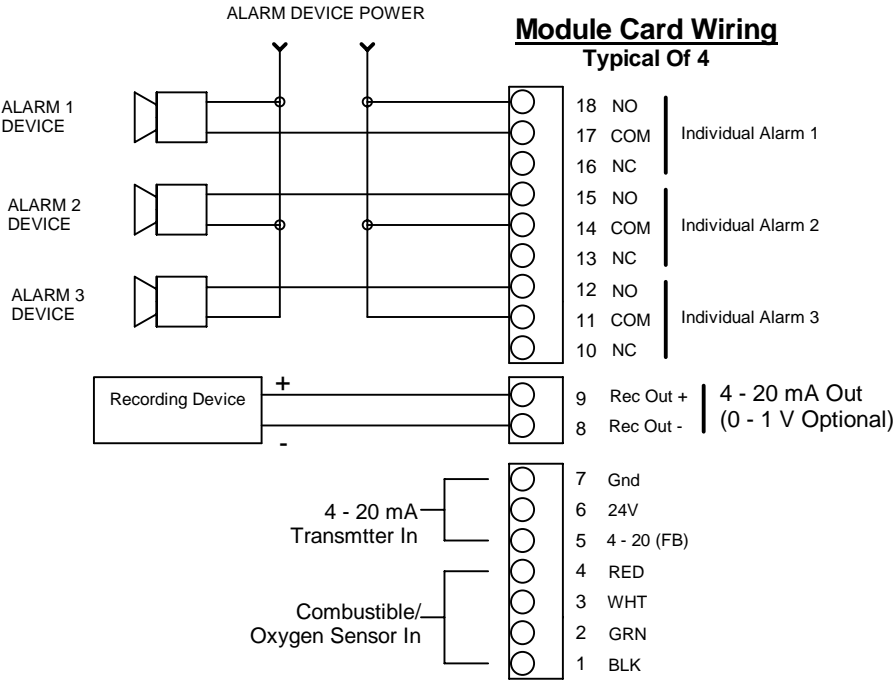 ALARM DEVICE POWER
Module Card Wiring
Typical Of 4
ALARM 1
DEVICE
18 NO
17 COM
16 NC
Individual Alarm 1
ALARM 2
DEVICE
15 NO
14 COM
13 NC
Individual Alarm 2
ALARM 3
DEVICE
12 NO
11 COM
10 NC
Individual Alarm 3
Recording Device
+
-
9 Rec Out +
8 Rec Out -
4 - 20 mA Out
(0 - 1 V Optional)
4 - 20 mA
Transmtter In
7 Gnd
6 24V
5 4 - 20 (FB)
Combustible/
Oxygen Sensor In
4 RED
3 WHT
2 GRN
1 BLK